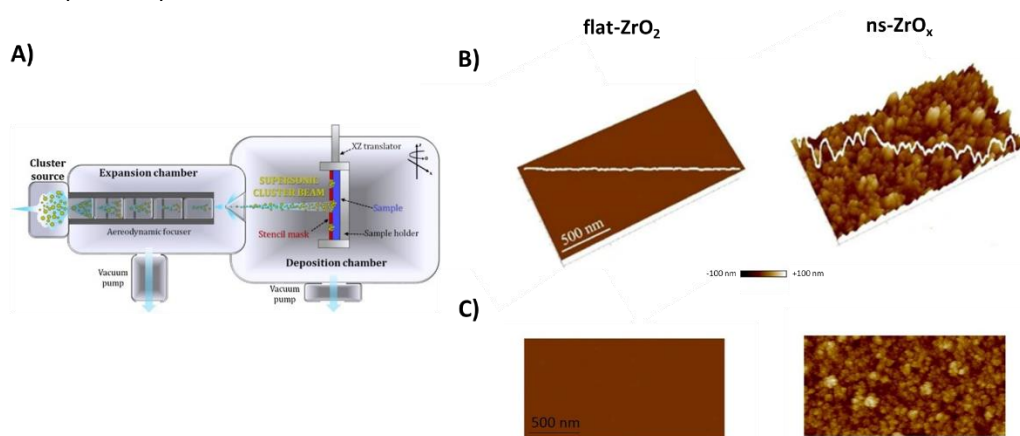 flat-ZrO₂
ns-ZrOₓ
A)
B)
XZ translator
Cluster
source
Expansion chamber
SUPERSONIC
CLUSTER BEAM
Sample
Aereodynamic focuser
Stencil mask
Sample holder
Deposition chamber
Vacuum
pump
Vacuum
pump
500 nm
-100 nm
+100 nm
C)
500 nm